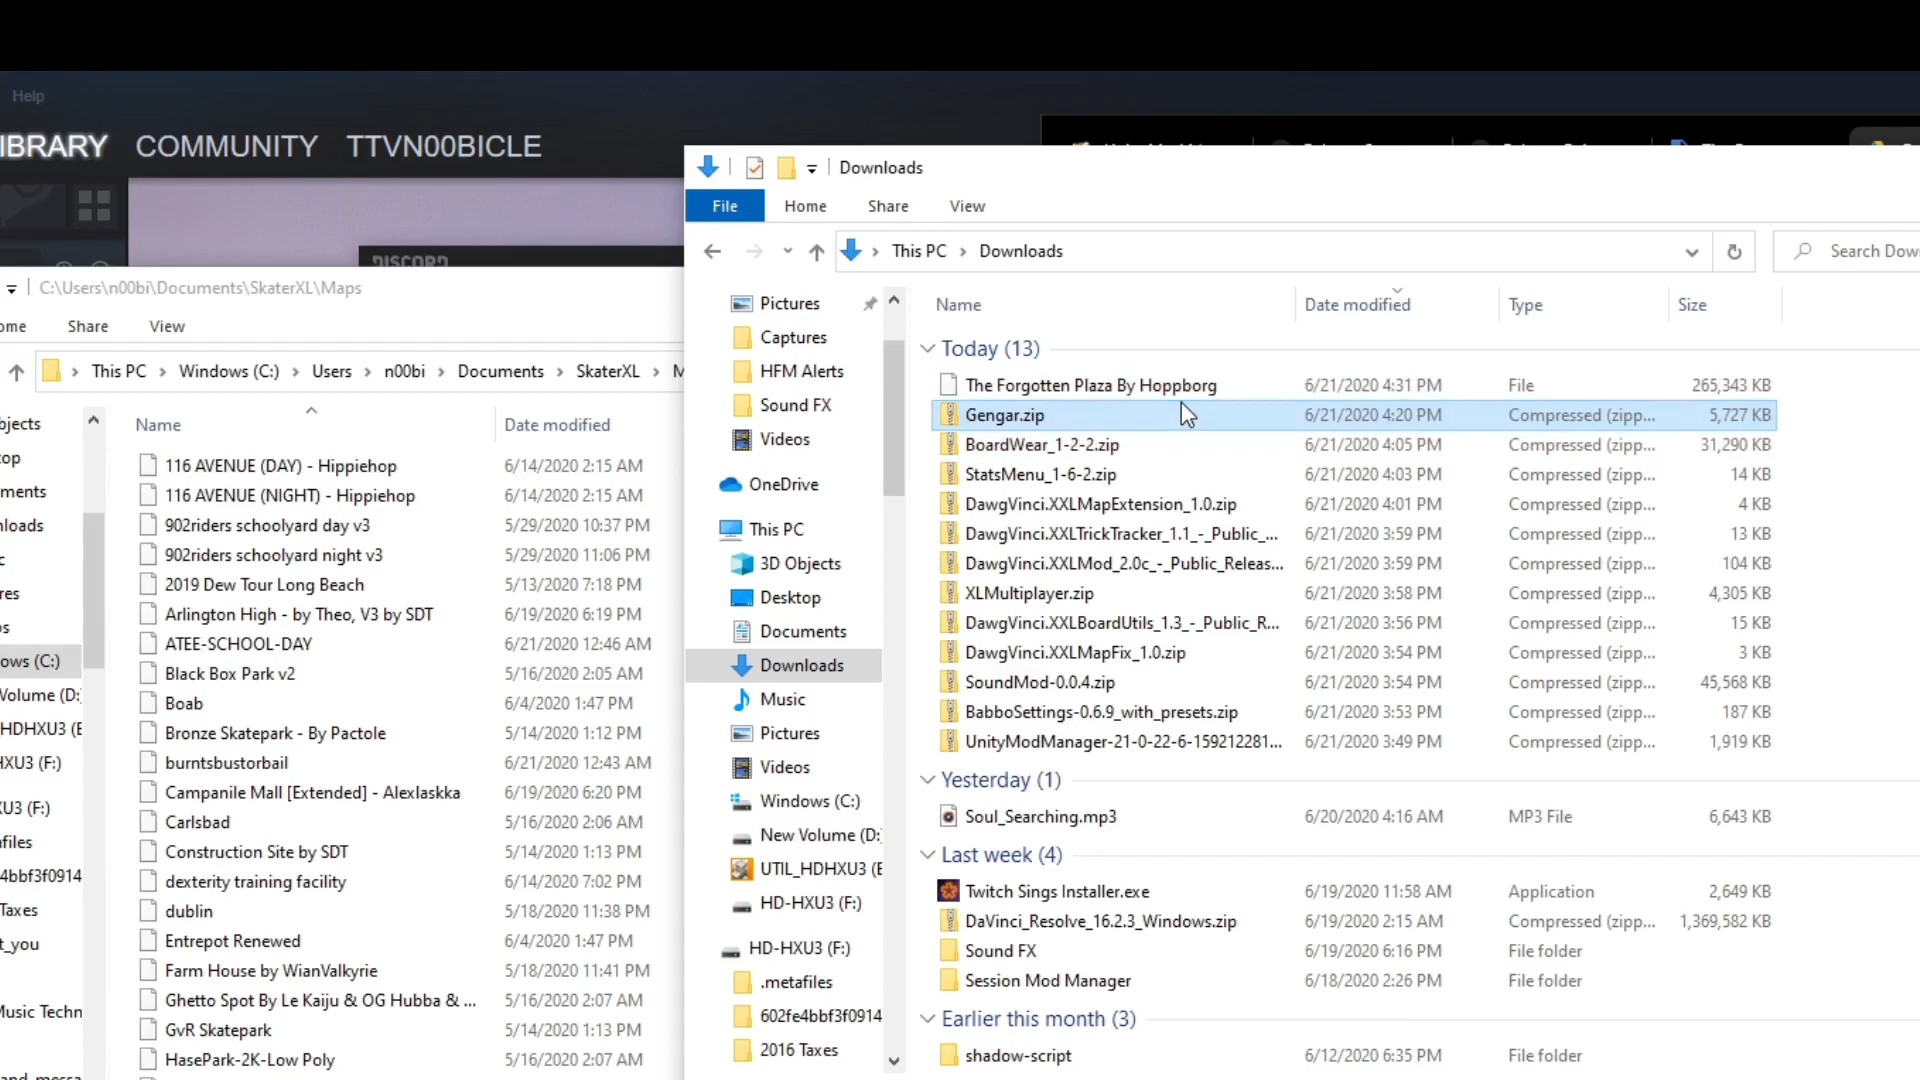 Help
IBRARY COMMUNITY TTVN00BICLE
DISCORD
C:\Users\n00bi\Documents\SkaterXL\Maps
ome Share View
This PC Windows (C:) Users n00bi Documents SkaterXL M
Name Date modified
bjects
top
ments
nloads
c
res
os
ows (C:)
Volume (D:
HDHXU3 (E
HXU3 (F:)
XU3 (F:)
afiles
4bbf3f0914
Taxes
t_you
Music Techn
and messa
116 AVENUE (DAY) - Hippiehop 6/14/2020 2:15 AM
116 AVENUE (NIGHT) - Hippiehop 6/14/2020 2:15 AM
902riders schoolyard day v3 5/29/2020 10:37 PM
902riders schoolyard night v3 5/29/2020 11:06 PM
2019 Dew Tour Long Beach 5/13/2020 7:18 PM
Arlington High - by Theo, V3 by SDT 6/19/2020 6:19 PM
ATEE-SCHOOL-DAY 6/21/2020 12:46 AM
Black Box Park v2 5/16/2020 2:05 AM
Boab 6/4/2020 1:47 PM
Bronze Skatepark - By Pactole 5/14/2020 1:12 PM
burntsbustorbail 6/21/2020 12:43 AM
Campanile Mall [Extended] - Alexlaskka 6/19/2020 6:20 PM
Carlsbad 5/16/2020 2:06 AM
Construction Site by SDT 5/14/2020 1:13 PM
dexterity training facility 6/14/2020 7:02 PM
dublin 5/18/2020 11:38 PM
Entrepot Renewed 6/4/2020 1:47 PM
Farm House by WianValkyrie 5/18/2020 11:41 PM
Ghetto Spot By Le Kaiju & OG Hubba & ... 5/16/2020 2:07 AM
GvR Skatepark 5/14/2020 1:13 PM
HasePark-2K-Low Poly 5/16/2020 2:07 AM
Downloads
File Home Share View
This PC Downloads Search Dow
Pictures
Captures
HFM Alerts
Sound FX
Videos
OneDrive
This PC
3D Objects
Desktop
Documents
Downloads
Music
Pictures
Videos
Windows (C:)
New Volume (D:
UTIL_HDHXU3 (E
HD-HXU3 (F:)
HD-HXU3 (F:)
.metafiles
602fe4bbf3f0914
2016 Taxes
Name Date modified Type Size
Today (13)
The Forgotten Plaza By Hoppborg 6/21/2020 4:31 PM File 265,343 KB
Gengar.zip 6/21/2020 4:20 PM Compressed (zipp... 5,727 KB
BoardWear_1-2-2.zip 6/21/2020 4:05 PM Compressed (zipp... 31,290 KB
StatsMenu_1-6-2.zip 6/21/2020 4:03 PM Compressed (zipp... 14 KB
DawgVinci.XXLMapExtension_1.0.zip 6/21/2020 4:01 PM Compressed (zipp... 4 KB
DawgVinci.XXLTrickTracker_1.1_-_Public_... 6/21/2020 3:59 PM Compressed (zipp... 13 KB
DawgVinci.XXLMod_2.0c_-_Public_Releas... 6/21/2020 3:59 PM Compressed (zipp... 104 KB
XLMultiplayer.zip 6/21/2020 3:58 PM Compressed (zipp... 4,305 KB
DawgVinci.XXLBoardUtils_1.3_-_Public_R... 6/21/2020 3:56 PM Compressed (zipp... 15 KB
DawgVinci.XXLMapFix_1.0.zip 6/21/2020 3:54 PM Compressed (zipp... 3 KB
SoundMod-0.0.4.zip 6/21/2020 3:54 PM Compressed (zipp... 45,568 KB
BabboSettings-0.6.9_with_presets.zip 6/21/2020 3:53 PM Compressed (zipp... 187 KB
UnityModManager-21-0-22-6-159212281... 6/21/2020 3:49 PM Compressed (zipp... 1,919 KB
Yesterday (1)
Soul_Searching.mp3 6/20/2020 4:16 AM MP3 File 6,643 KB
Last week (4)
Twitch Sings Installer.exe 6/19/2020 11:58 AM Application 2,649 KB
DaVinci_Resolve_16.2.3_Windows.zip 6/19/2020 2:15 AM Compressed (zipp... 1,369,582 KB
Sound FX 6/19/2020 6:16 PM File folder
Session Mod Manager 6/18/2020 2:26 PM File folder
Earlier this month (3)
shadow-script 6/12/2020 6:35 PM File folder